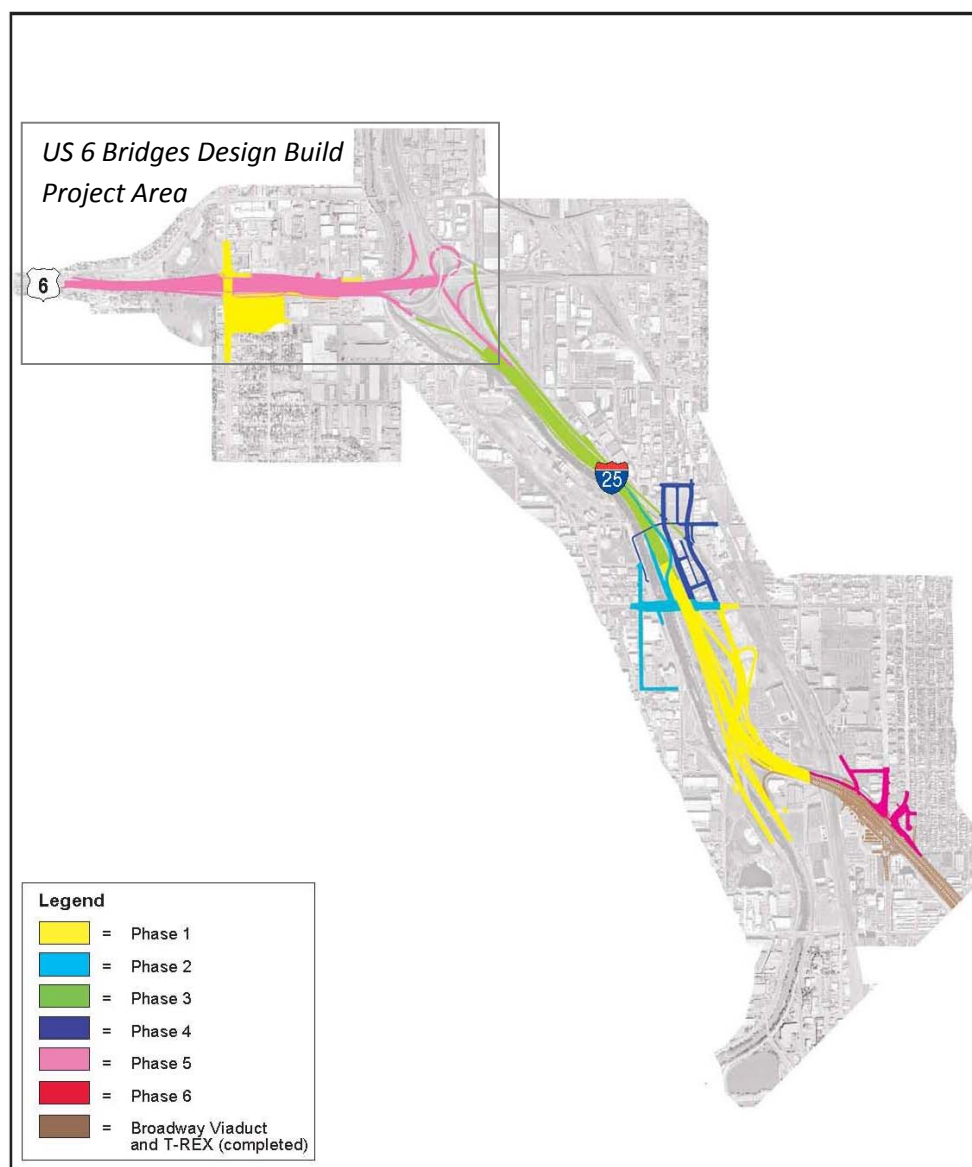 US 6 Bridges Design Build
Project Area
6
25
Legend
= Phase 1
= Phase 2
= Phase 3
= Phase 4
= Phase 5
= Phase 6
= Broadway Viaduct
and T-REX (completed)